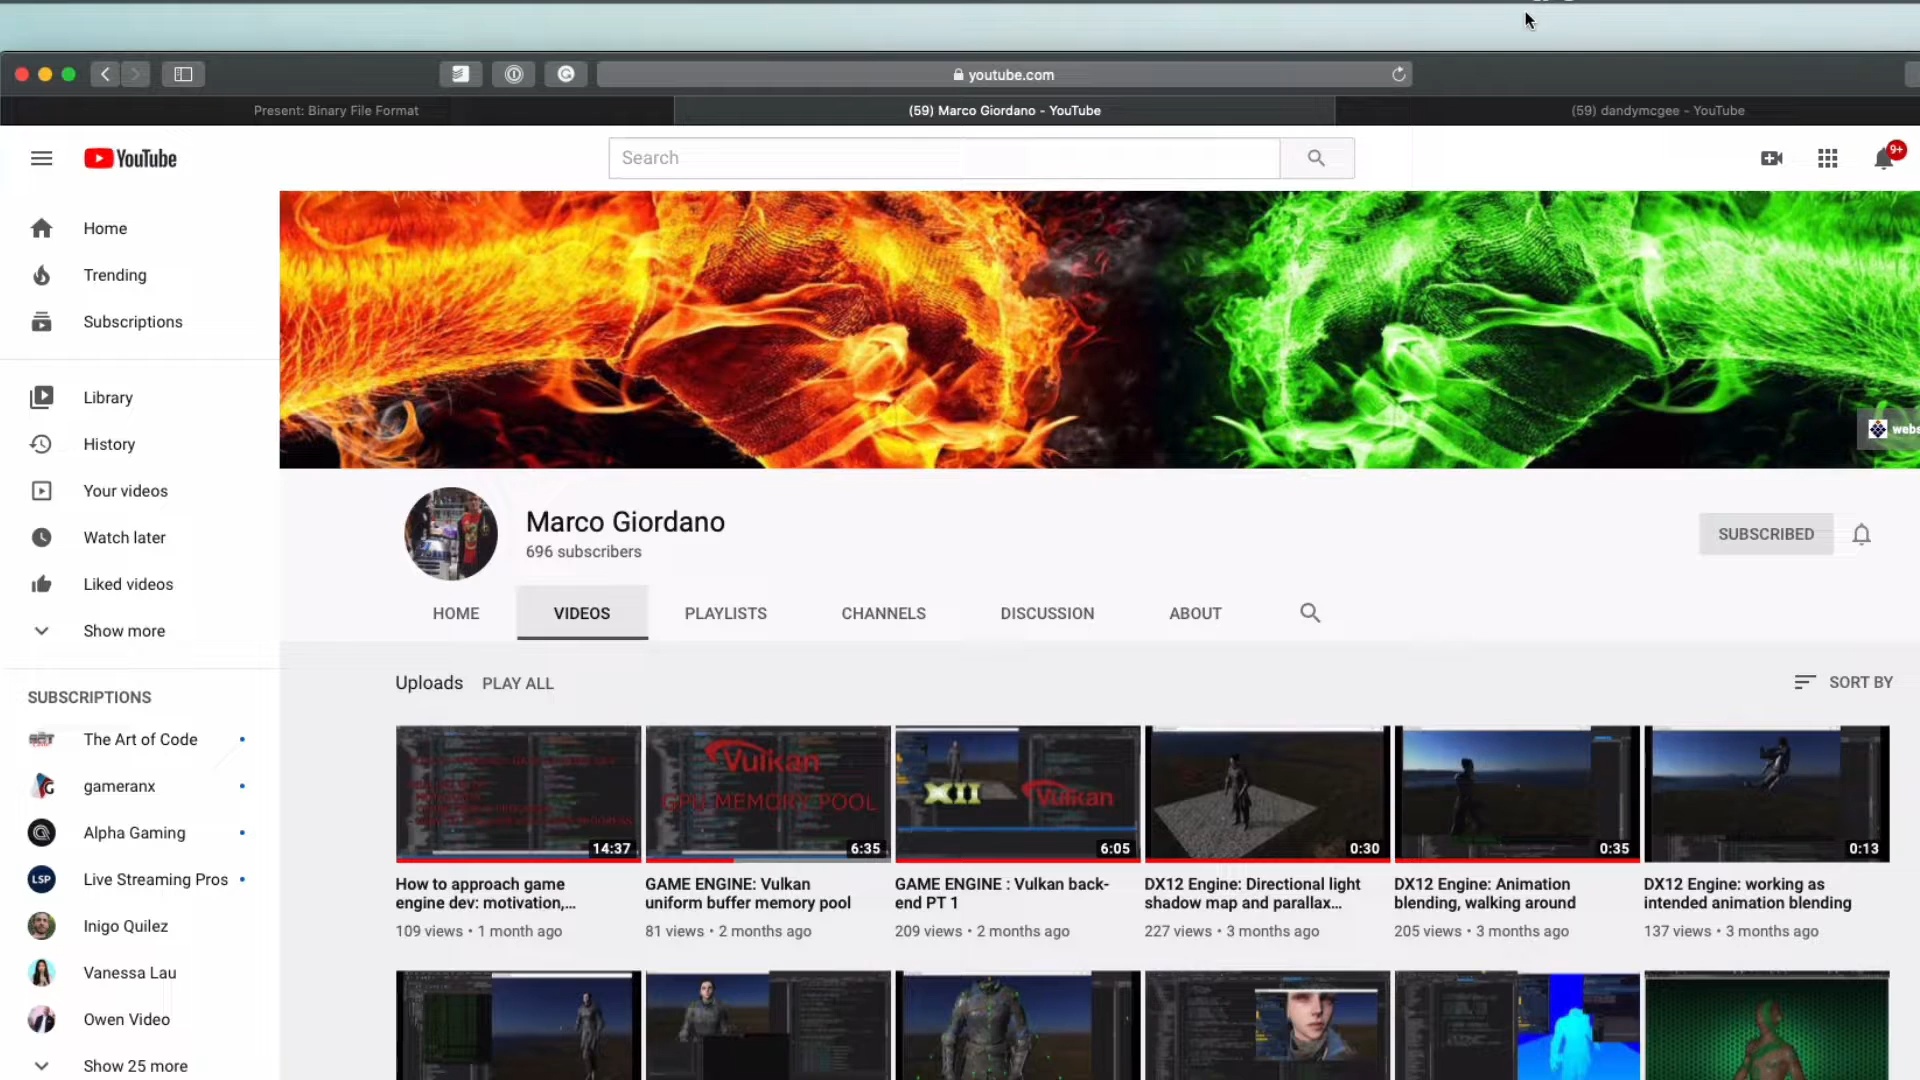 youtube.com
Present: Binary File Format
(59) Marco Giordano - YouTube
(59) dandymcgee - YouTube
YouTube
Search
9+
Home
Trending
Subscriptions
Library
History
Your videos
Watch later
Liked videos
Show more
SUBSCRIPTIONS
The Art of Code
gameranx
Alpha Gaming
LSP
Live Streaming Pros
Inigo Quilez
Vanessa Lau
Owen Video
Show 25 more
webs
Marco Giordano
696 subscribers
SUBSCRIBED
HOME
VIDEOS
PLAYLISTS
CHANNELS
DISCUSSION
ABOUT
Uploads
PLAY ALL
SORT BY
14:37
Vulkan
GPU MEMORY POOL
6:35
XII
Vulkan
6:05
0:30
0:35
0:13
How to approach game
engine dev: motivation,...
109 views • 1 month ago
GAME ENGINE: Vulkan
uniform buffer memory pool
81 views • 2 months ago
GAME ENGINE : Vulkan back-
end PT 1
209 views • 2 months ago
DX12 Engine: Directional light
shadow map and parallax...
227 views • 3 months ago
DX12 Engine: Animation
blending, walking around
205 views • 3 months ago
DX12 Engine: working as
intended animation blending
137 views • 3 months ago